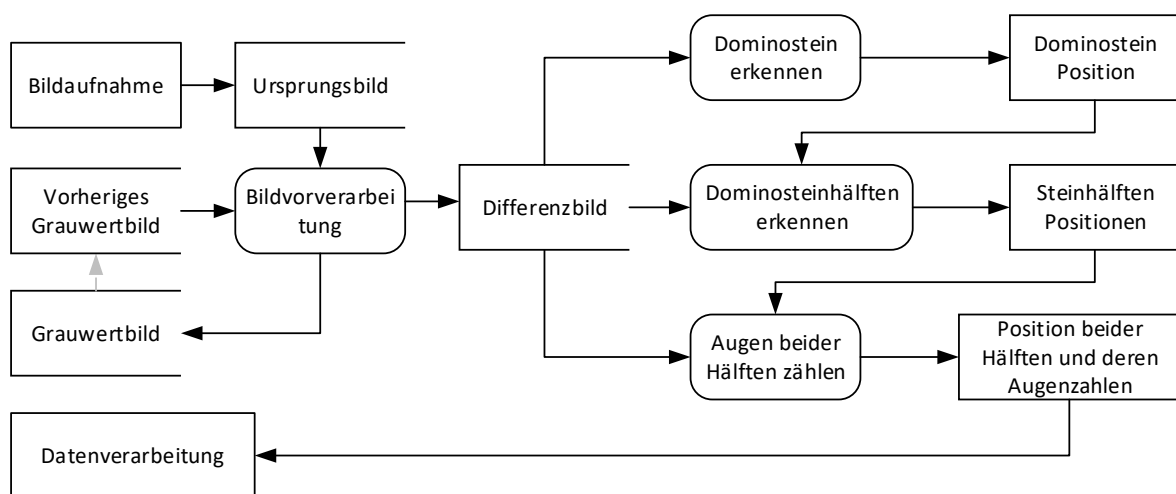 Bildaufnahme
Ursprungsbild
Dominostein
erkennen
Dominostein
Position
Vorheriges
Grauwertbild
Bildvorverarbei
tung
Differenzbild
Dominosteinhälften
erkennen
Steinhälften
Positionen
Grauwertbild
Augen beider
Hälften zählen
Position beider
Hälften und deren
Augenzahlen
Datenverarbeitung